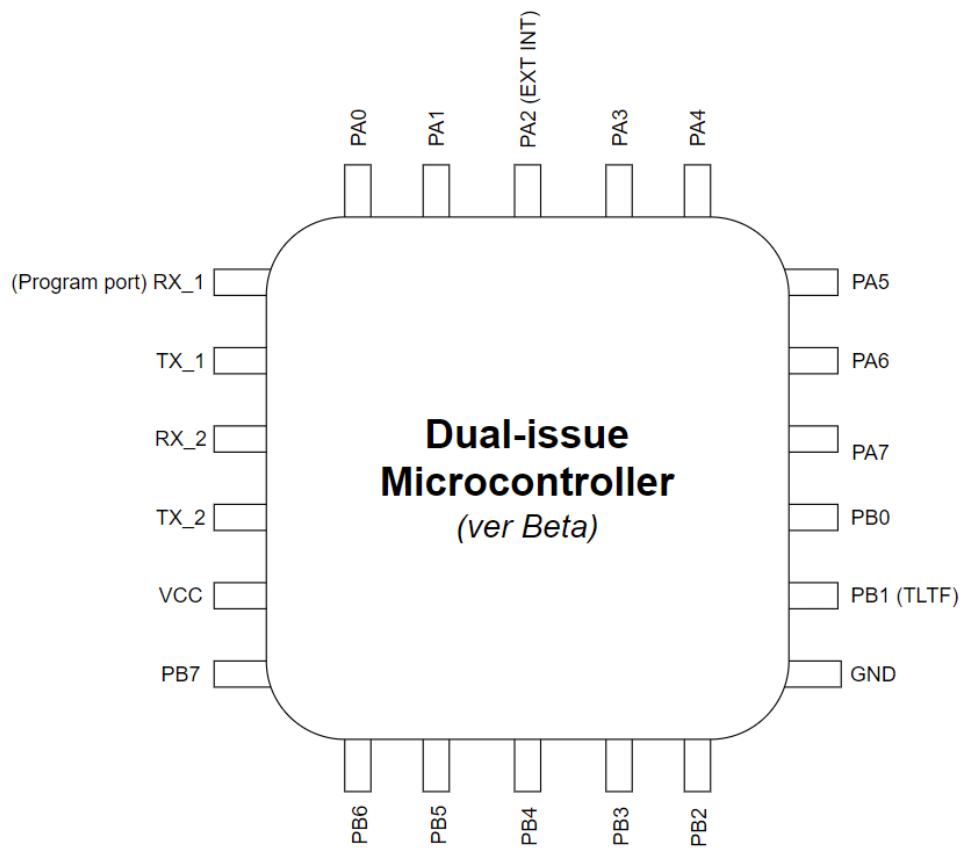 PA0
PA1
PA2 (EXT INT)
PA3
PA4
(Program port) RX_1
TX_1
RX_2
TX_2
VCC
PB7
Dual-issue
Microcontroller
(ver Beta)
PA5
PA6
PA7
PB0
PB1 (TLTF)
GND
PB6
PB5
PB4
PB3
PB2